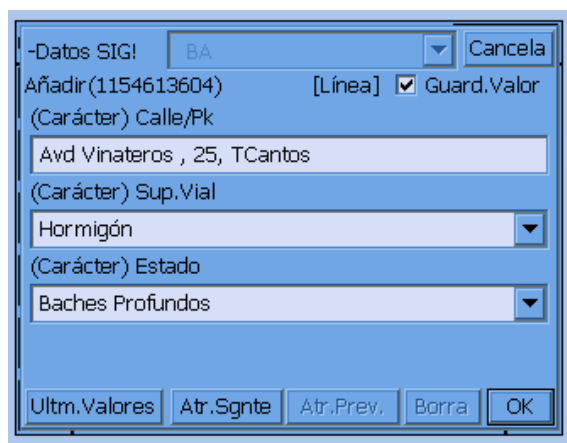 -Datos SIG! BA Cancela
Añadir(1154613604) [Línea] Guard.Valor
(Carácter) Calle/Pk
Avd Vinateros , 25, TCantos
(Carácter) Sup.Vial
Hormigón
(Carácter) Estado
Baches Profundos
Ultm.Valores Atr.Sgnte Atr.Prev. Borra OK